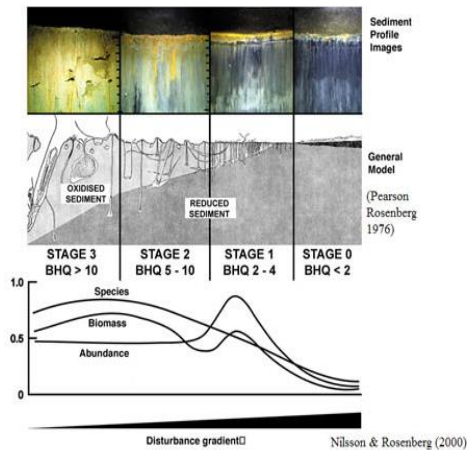 Sediment
Profile
Images
General
Model
(Pearson
Rosenberg
1976)
OXIDISED
SEDIMENT
REDUCED
SEDIMENT
STAGE 3
BHQ > 10
STAGE 2
BHQ 5 - 10
STAGE 1
BHQ 2 - 4
STAGE 0
BHQ < 2
1.0
0.5
0
Species
Biomass
Abundance
Disturbance gradient□
Nilsson & Rosenberg (2000)